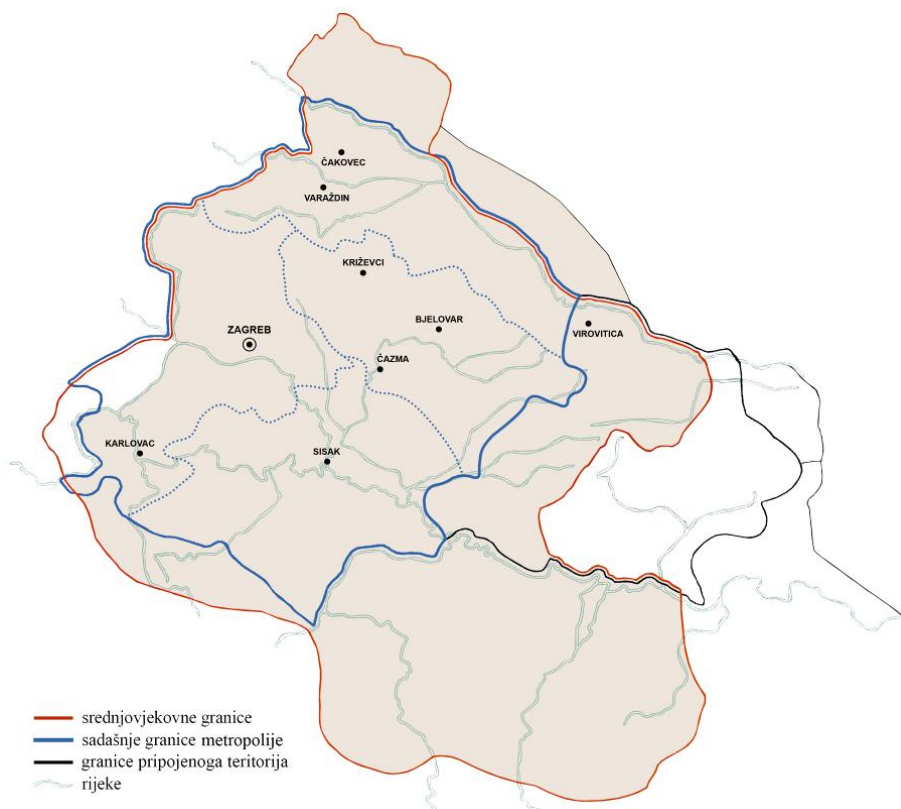 ČAKOVEC
VARAŽDIN
KRIŽEVCI
BJELOVAR
VIROVITICA
ZAGREB
ČAZMA
KARLOVAC
SISAK
srednjovjekovne granice
sadašnje granice metropolije
granice pripojenoga teritorija
rijeke